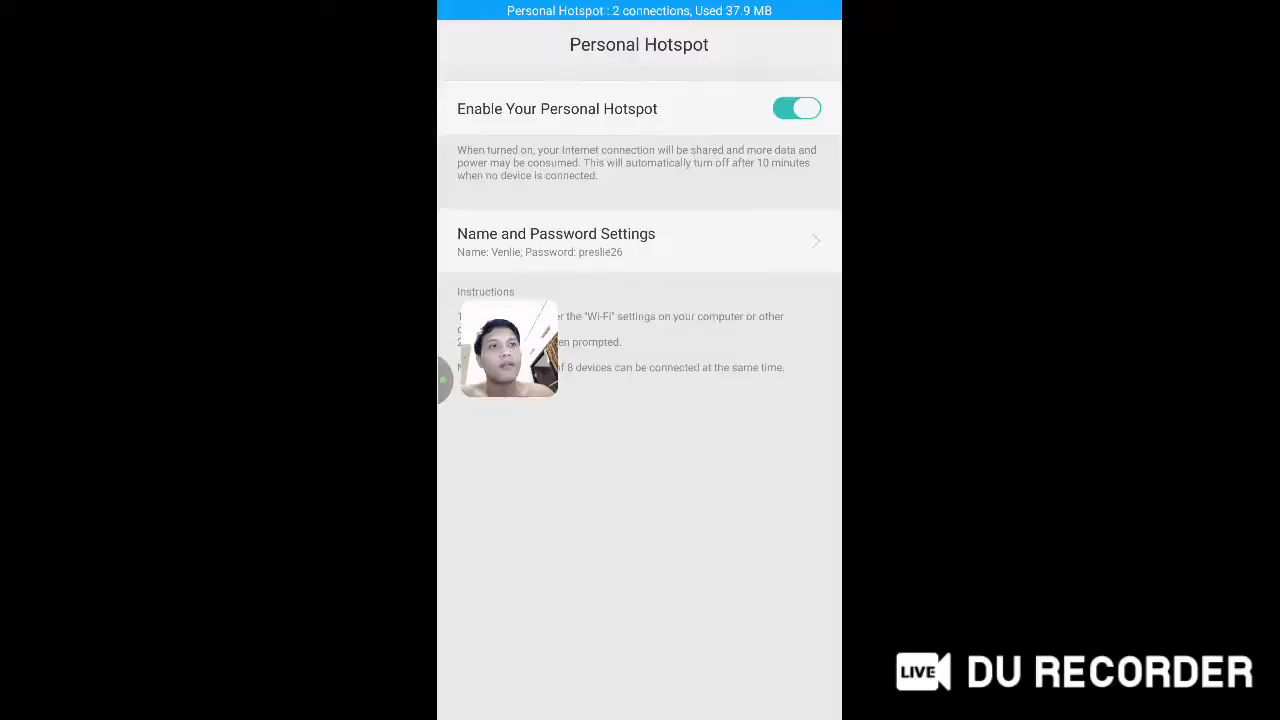 Personal Hotspot : 2 connections, Used 37.9 MB
Personal Hotspot
Enable Your Personal Hotspot
When turned on, your Internet connection will be shared and more data and
power may be consumed. This will automatically turn off after 10 minutes
when no device is connected.
Name and Password Settings
Name: Venlie; Password: preslie26
Instructions
the "Wi-Fi" settings on your computer or other
prompted.
8 devices can be connected at the same time.
LIVE DU RECORDER